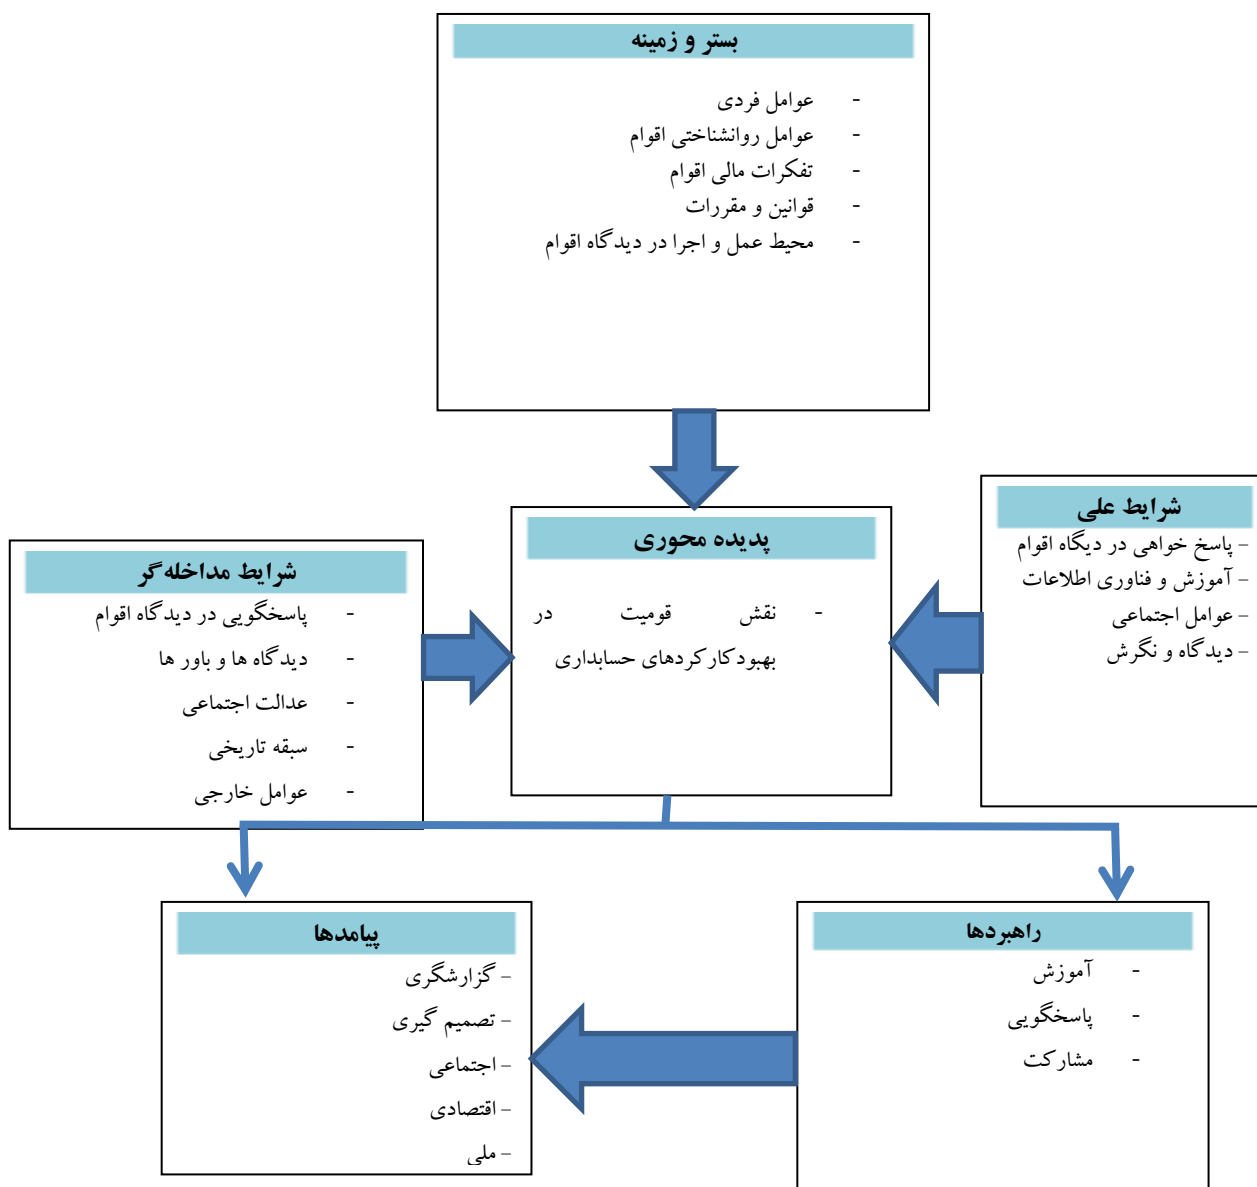 بستر و زمینه
- عوامل فردی
- عوامل روانشناختی اقوام
- تفکرات مالی اقوام
- قوانین و مقررات
- محیط عمل و اجرا در دیدگاه اقوام
شرایط علی
- پاسخ خواهی در دیگاه اقوام
- آموزش و فناوری اطلاعات
- عوامل اجتماعی
- دیدگاه و نگرش
پدیده محوری
- نقش قومیت در
بهبودکارکردهای حسابداری
شرایط مداخله‌گر
- پاسخگویی در دیدگاه اقوام
- دیدگاه ها و باور ها
- عدالت اجتماعی
- سبقه تاریخی
- عوامل خارجی
راهبردها
- آموزش
- پاسخگویی
- مشارکت
پیامدها
- گزارشگری
- تصمیم گیری
- اجتماعی
- اقتصادی
- ملی